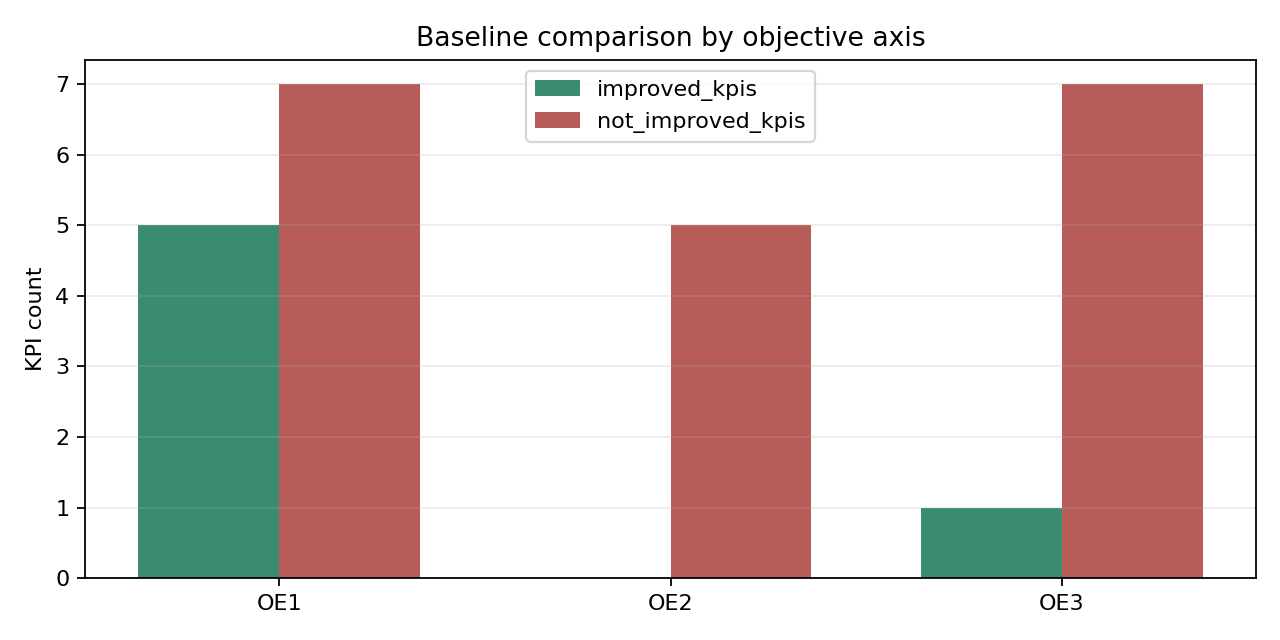 Baseline comparison by objective axis
improved_kpis
not_improved_kpis
KPI count
7
6
5
4
3
2
1
0
OE1
OE2
OE3